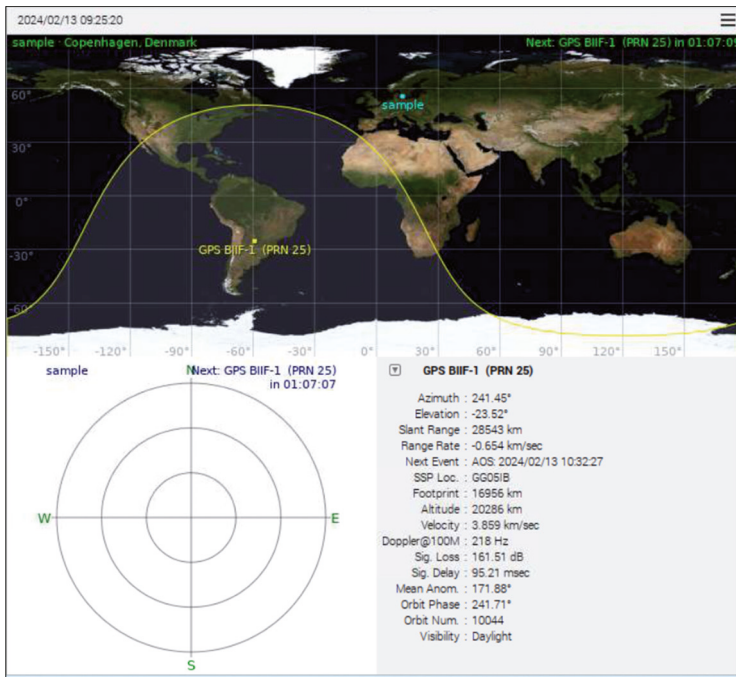 2024/02/13 09:25:20
sample - Copenhagen, Denmark
Next: GPS BIIF-1 (PRN 25) in 01:07:09
60°
sample
30°
0°
GPS BIIF-1 (PRN 25)
-30°
-60°
-150° -120° -90° -60° -30° 0° 30° 60° 90° 120° 150°
sample
Next: GPS BIIF-1 (PRN 25)
in 01:07:07
N
W
E
S
GPS BIIF-1 (PRN 25)
Azimuth : 241.45°
Elevation : -23.52°
Slant Range : 28543 km
Range Rate : -0.654 km/sec
Next Event : AOS: 2024/02/13 10:32:27
SSP Loc. : GG05IB
Footprint : 16956 km
Altitude : 20286 km
Velocity : 3.859 km/sec
Doppler@100M : 218 Hz
Sig. Loss : 161.51 dB
Sig. Delay : 95.21 msec
Mean Anom. : 171.88°
Orbit Phase : 241.71°
Orbit Num. : 10044
Visibility : Daylight